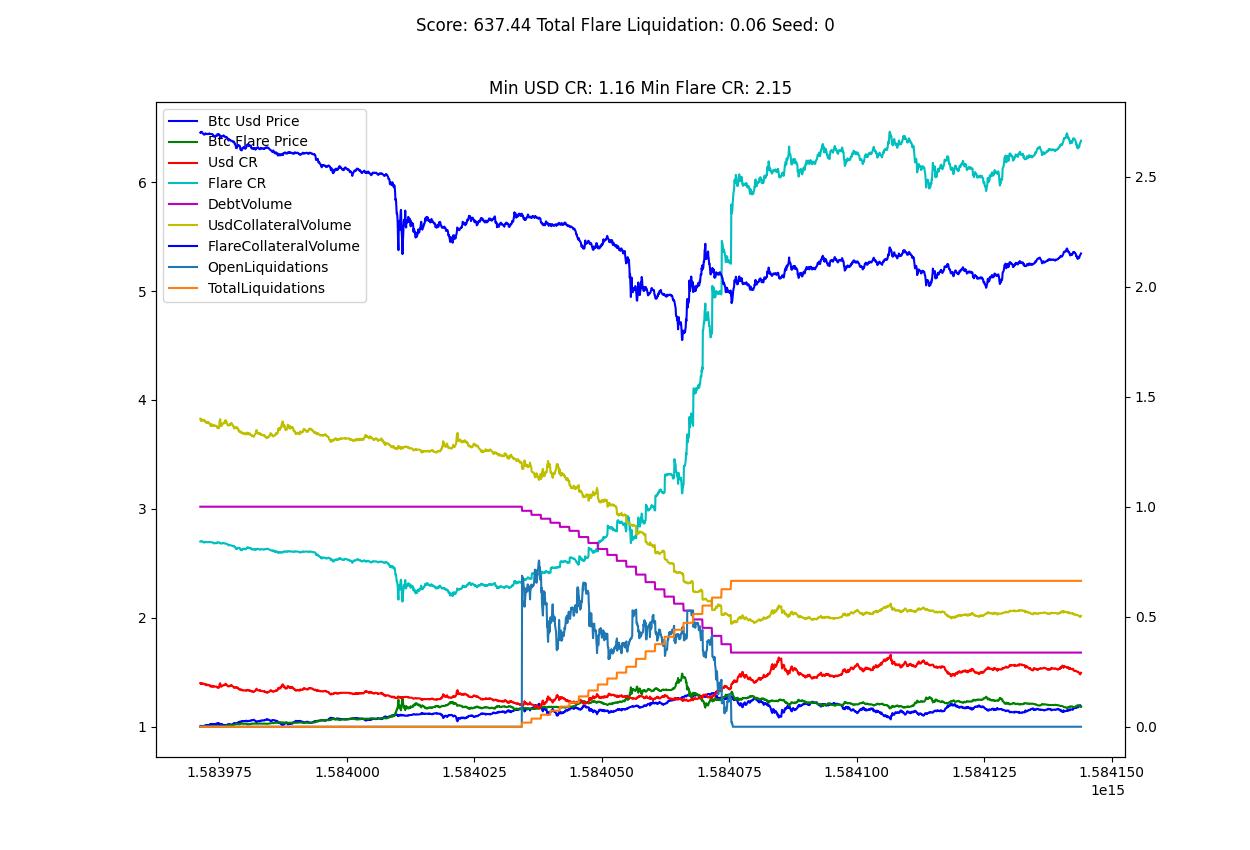 Score: 637.44 Total Flare Liquidation: 0.06 Seed: 0
Min USD CR: 1.16 Min Flare CR: 2.15
Btc Usd Price
Btc Flare Price
Usd CR
Flare CR
DebtVolume
UsdCollateralVolume
FlareCollateralVolume
OpenLiquidations
TotalLiquidations
6
5
4
3
2
1
2.5
2.0
1.5
1.0
0.5
0.0
1.583975 1.584000 1.584025 1.584050 1.584075 1.584100 1.584125 1.584150
1e15